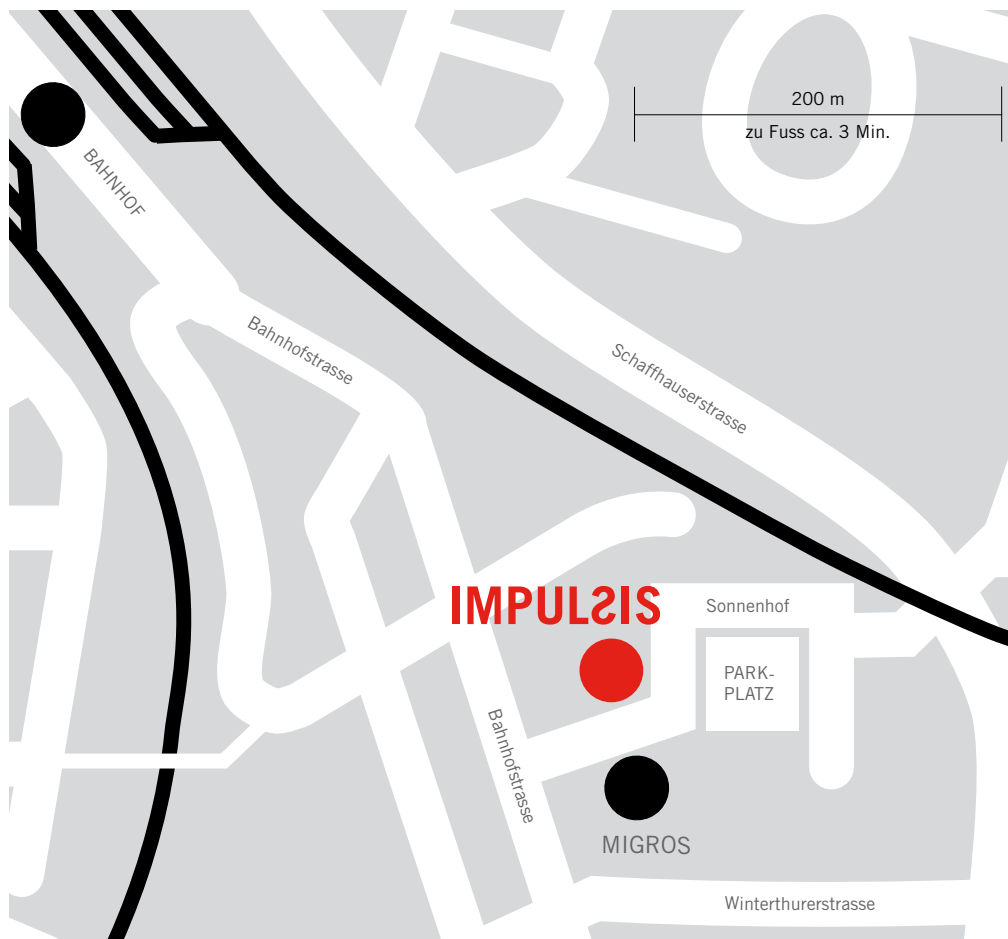 200 m
zu Fuss ca. 3 Min.
BAHNHOF
Bahnhofstrasse
Schaffhauserstrasse
IMPULSIS
Sonnenhof
PARK-
PLATZ
Bahnhofstrasse
MIGROS
Winterthurerstrasse